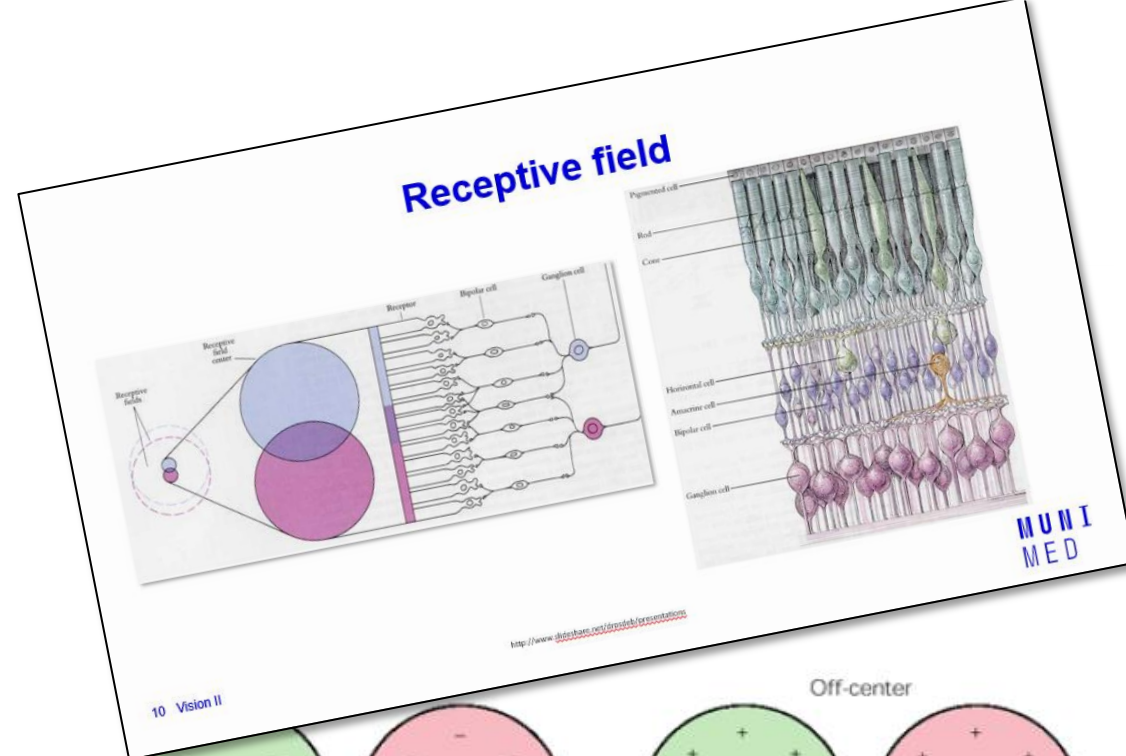 Receptive field
Receptive
field
center
Receptor
Bipolar cell
Ganglion cell
Receptive
fields
Pigmented cell
Rod
Cone
Horizontal cell
Amacrine cell
Bipolar cell
Ganglion cell
MUNI
MED
http://www.slideshare.net/drpsdeb/presentations
10 Vision II
Off-center
−
+
+
+
+